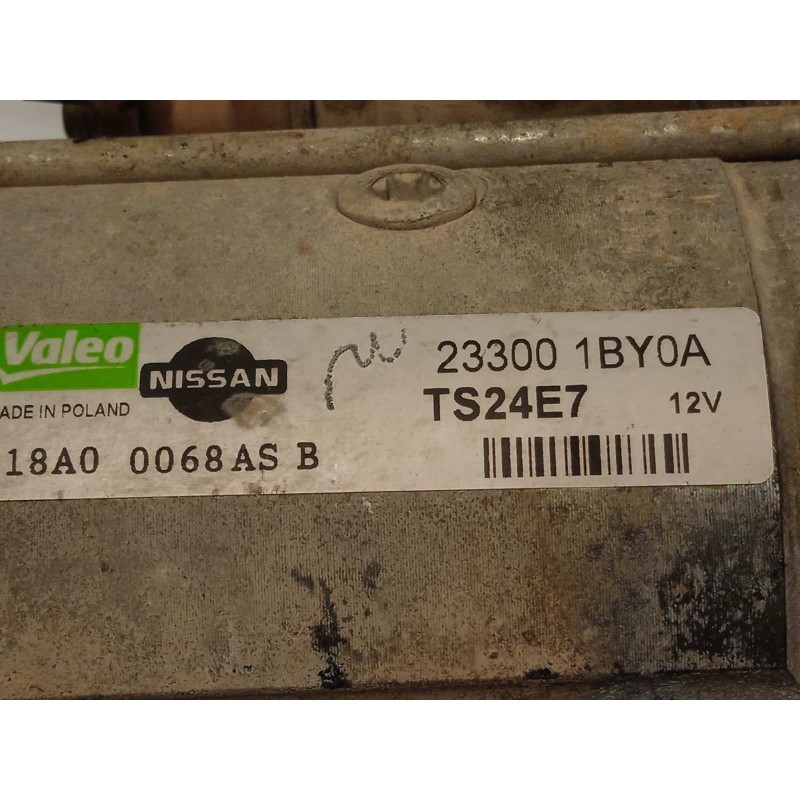 Valeo
NISSAN
23300 1BY0A
ADE IN POLAND
TS24E7 12V
18A0 0068AS B